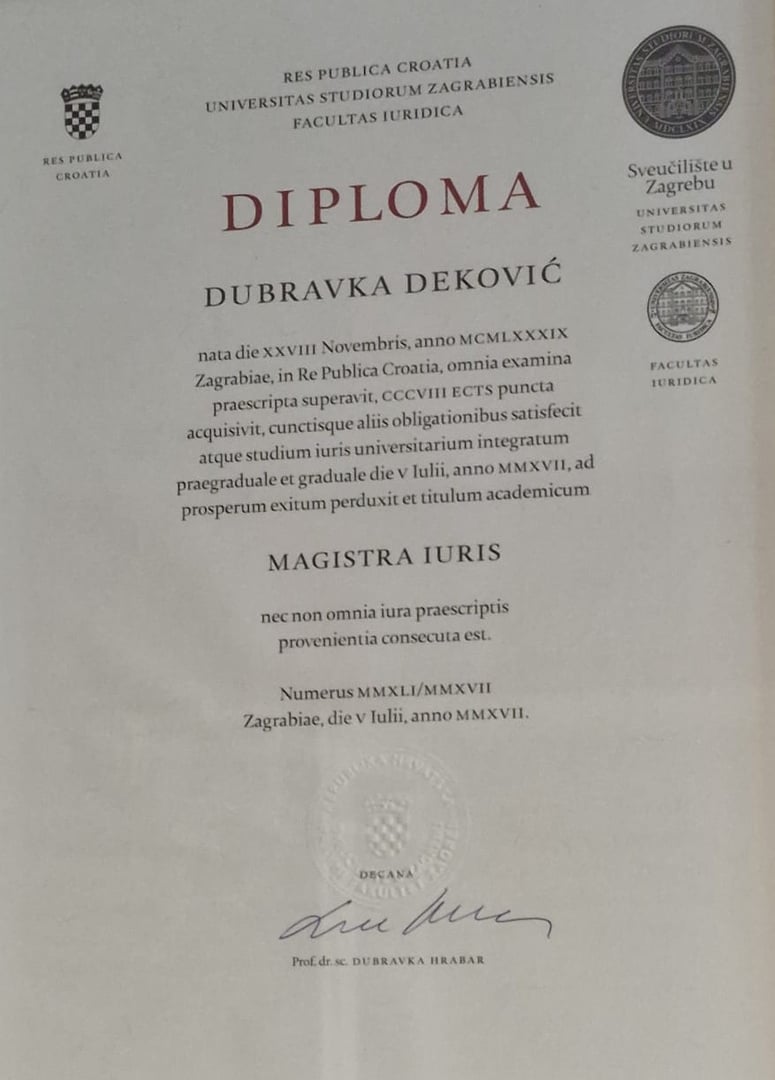 RES PUBLICA CROATIA
UNIVERSITAS STUDIORUM ZAGRABIENSIS
FACULTAS IURIDICA
RES PUBLICA
CROATIA
Sveučilište u
Zagrebu
UNIVERSITAS
STUDIORUM
ZAGRABIENSIS
FACULTAS
IURIDICA
DIPLOMA
DUBRAVKA DEKOVIĆ
nata die XXVIII Novembris, anno MCMLXXXIX
Zagrabiae, in Re Publica Croatia, omnia examina
praescripta superavit, CCCVIII ECTS puncta
acquisivit, cunctisque aliis obligationibus satisfecit
atque studium iuris universitarium integratum
praegraduale et graduale die V Iulii, anno MMXVII, ad
prosperum exitum perduxit et titulum academicum
MAGISTRA IURIS
nec non omnia iura praescriptis
provenientia consecuta est.
Numerus MMXLI/MMXVII
Zagrabiae, die V Iulii, anno MMXVII.
DECANA
Prof. dr. sc. DUBRAVKA HRABAR